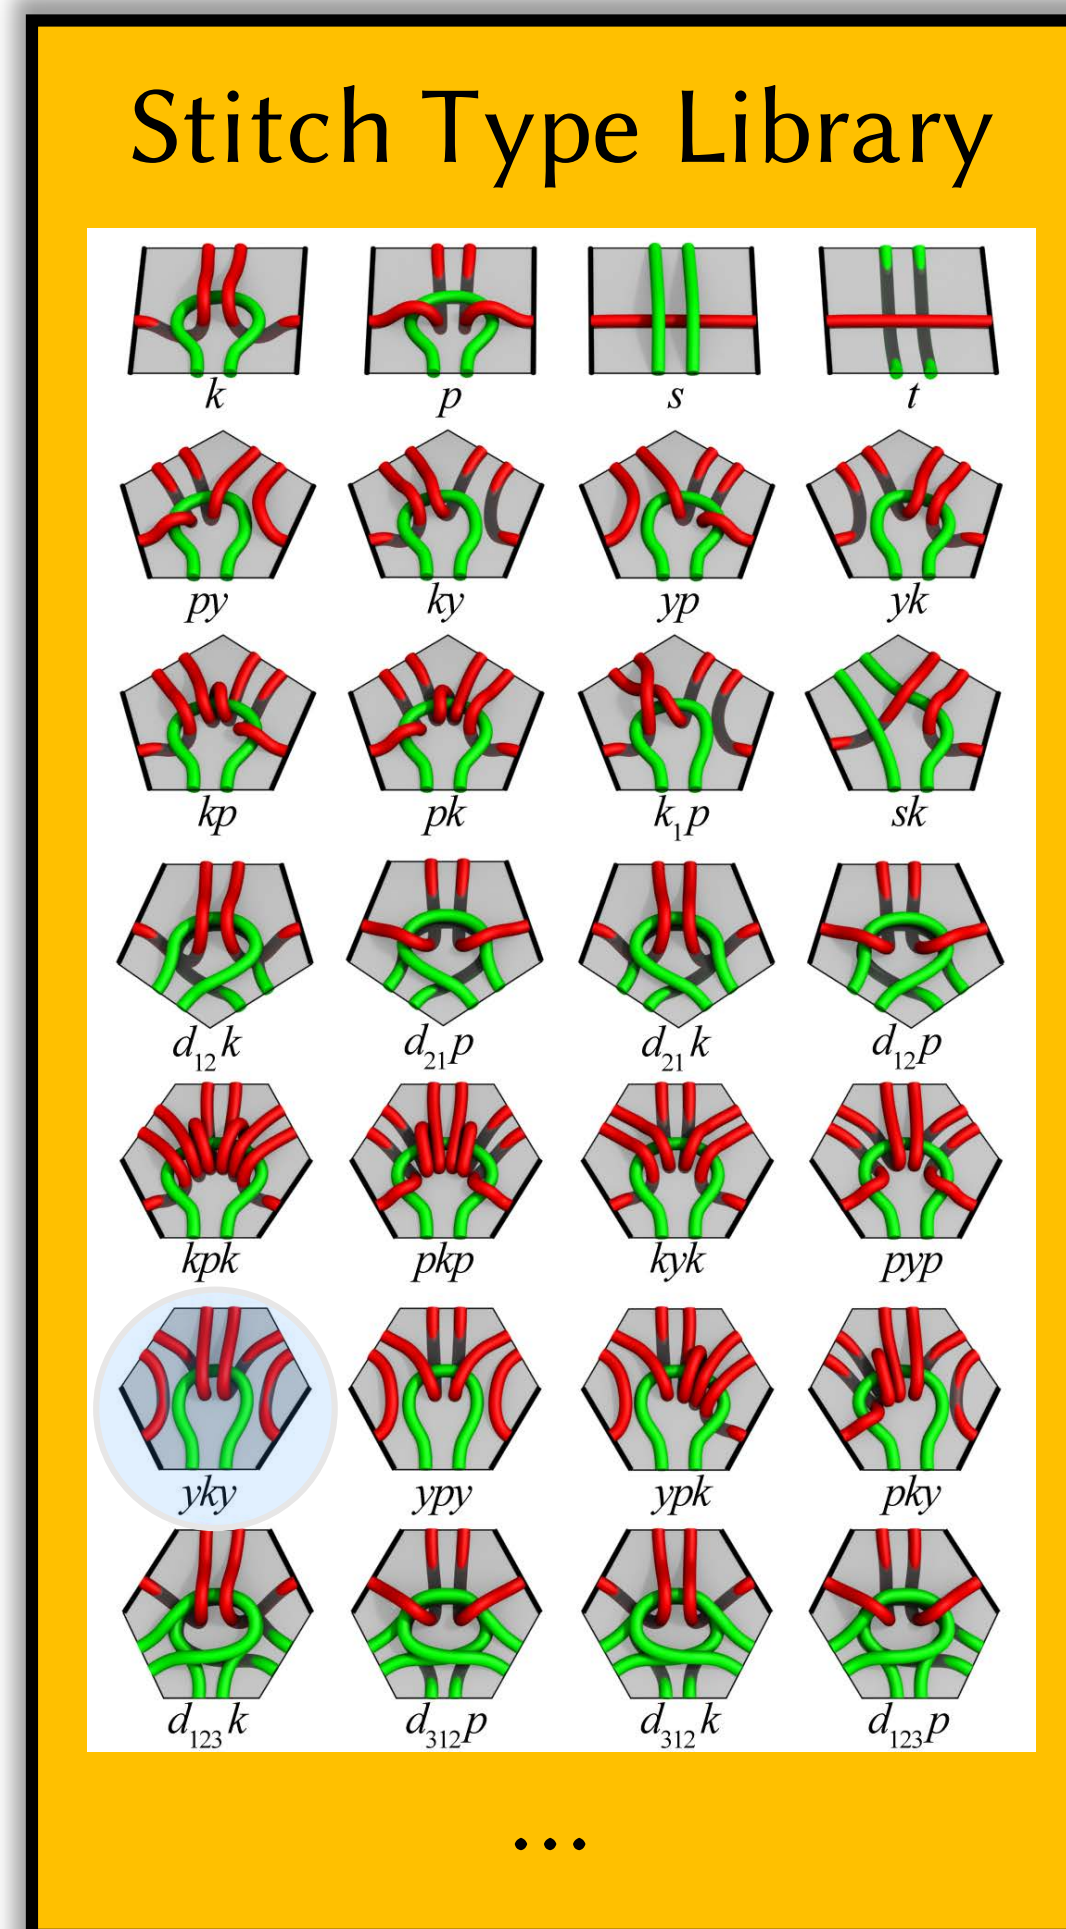 Stitch Type Library
k p s t
py ky yp yk
kp pk k₁p sk
d₁₂k d₂₁p d₂₁k d₁₂p
kpk pkp kyk pyp
yky ypy ypk pky
d₁₂₃k d₃₁₂p d₃₁₂k d₁₂₃p
...